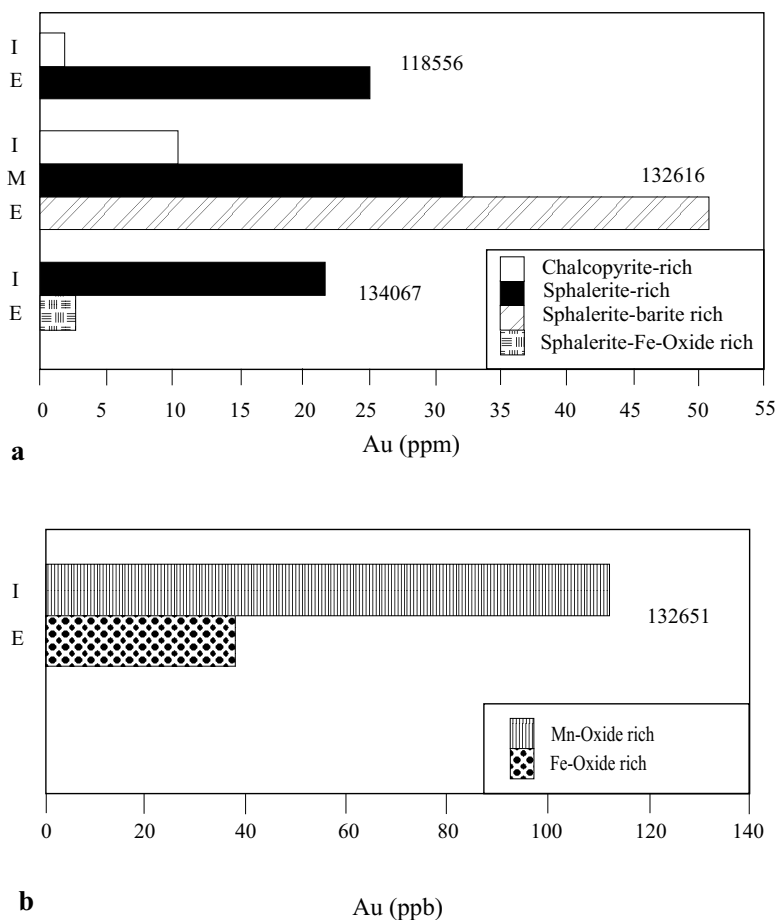 I
E
118556
I
M
E
132616
I
E
134067
Chalcopyrite-rich
Sphalerite-rich
Sphalerite-barite rich
Sphalerite-Fe-Oxide rich
0 5 10 15 20 25 30 35 40 45 50 55
Au (ppm)
a
I
E
132651
Mn-Oxide rich
Fe-Oxide rich
0 20 40 60 80 100 120 140
b
Au (ppb)